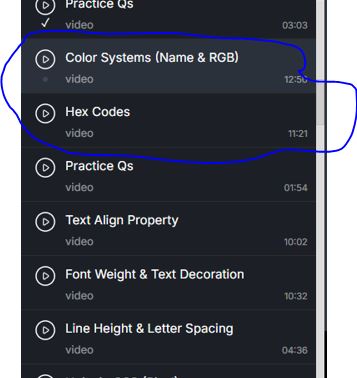 Practice Qs
video
03:03
Color Systems (Name & RGB)
video
12:50
Hex Codes
video
11:21
Practice Qs
video
01:54
Text Align Property
video
10:02
Font Weight & Text Decoration
video
10:32
Line Height & Letter Spacing
video
04:36